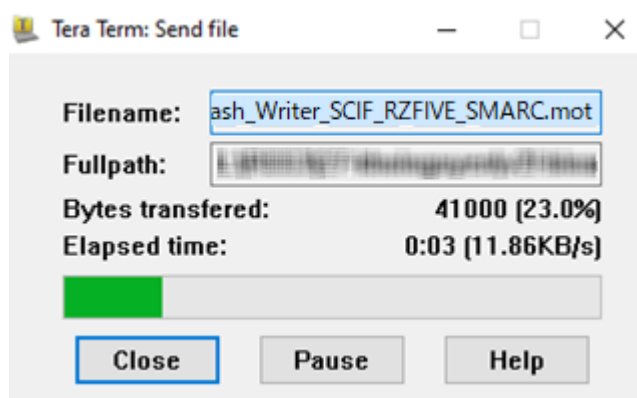 Tera Term: Send file
Filename: ash_Writer_SCIF_RZFIVE_SMARC.mot
Fullpath:
Bytes transfered: 41000 (23.0%)
Elapsed time: 0:03 (11.86KB/s)
Close Pause Help